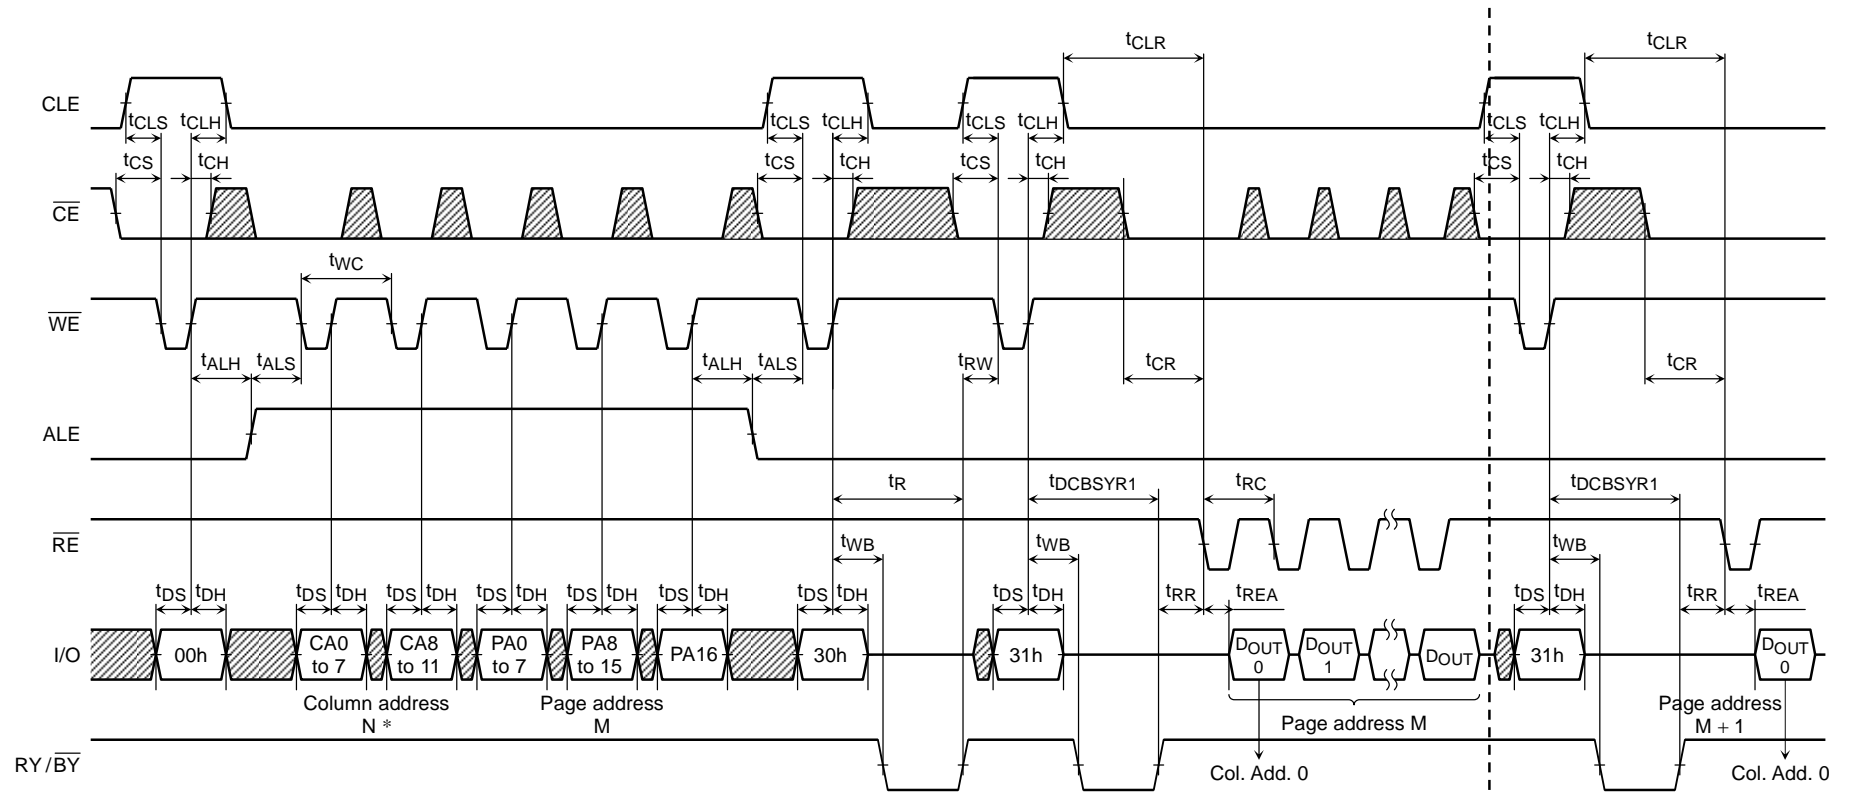 tCLR tCLR
CLE
tCLS tCLH tCLS tCLH tCLS tCLH tCLS tCLH
tCS tCH tCS tCH tCS tCH tCS tCH
CE
tWC
WE
tALH tALS tALH tALS tRW tCR tCR
ALE
tR tDCBSYR1 tRC tDCBSYR1
RE
tWB tWB tWB
tDS tDH tDS tDH tDS tDH tDS tDH tDS tDH tDS tDH tDS tDH tDS tDH tRR tREA tDS tDH tRR tREA
I/O
00h
CA0 to 7
CA8 to 11
PA0 to 7
PA8 to 15
PA16
30h
31h
DOUT 0
DOUT 1
DOUT
31h
DOUT 0
Column address
N *
Page address
M
Page address M
Page address
M + 1
RY/BY
Col. Add. 0
Col. Add. 0